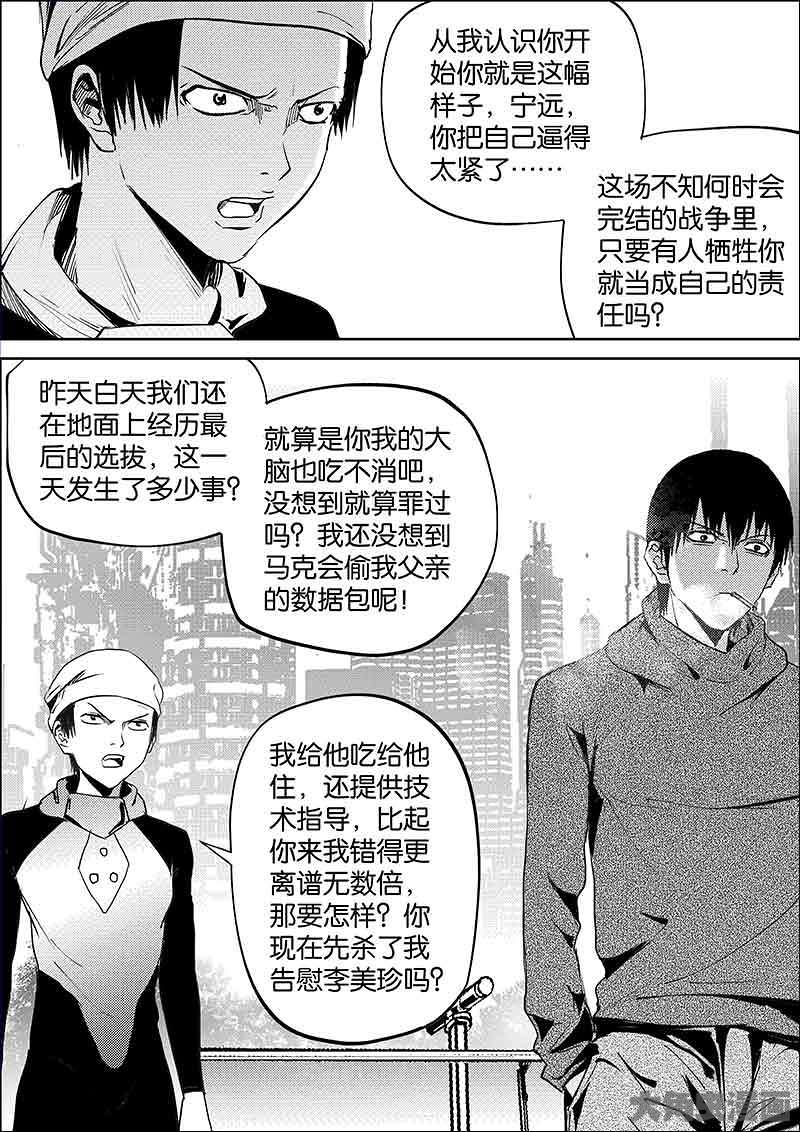 从我认识你开
始你就是这幅
样子，宁远，
你把自己逼得
太紧了……
这场不知何时会
完结的战争里，
只要有人牺牲你
就当成自己的责
任吗？
昨天白天我们还
在地面上经历最
后的选拔，这一
天发生了多少事？
就算是你我的大
脑也吃不消吧，
没想到就算罪过
吗？我还没想到
马克会偷我父亲
的数据包呢！
我给他吃给他
住，还提供技
术指导，比起
你来我错得更
离谱无数倍，
那要怎样？你
现在先杀了我
告慰李美珍吗？